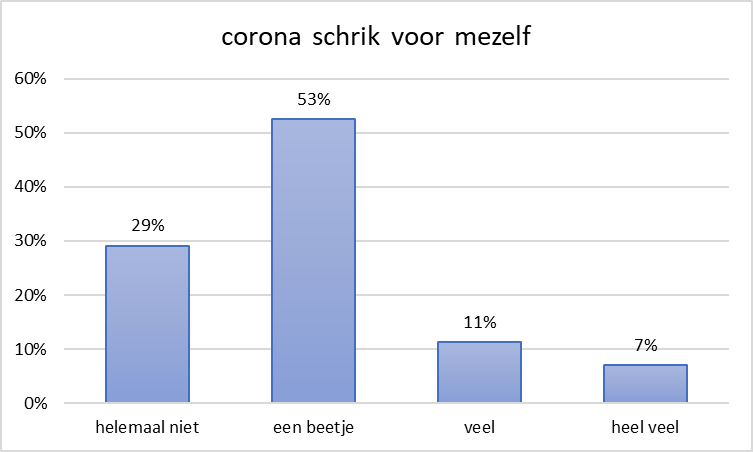 corona schrik voor mezelf
60%
50%
40%
30%
20%
10%
0%
29%
53%
11%
7%
helemaal niet
een beetje
veel
heel veel